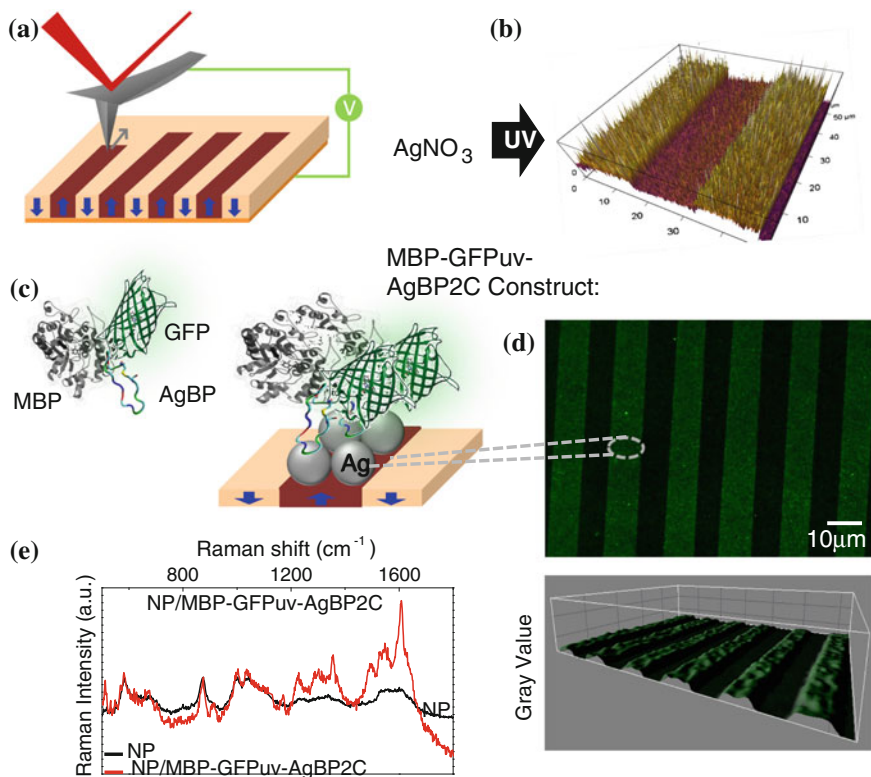 (a)
V
AgNO3
UV
(b)
50 μm
40
30
20
10
0
0
10
20
30
MBP-GFPuv-
AgBP2C Construct:
(c)
GFP
MBP
AgBP
Ag
(d)
10μm
(e)
Raman shift (cm-1)
800
1200
1600
NP/MBP-GFPuv-AgBP2C
Raman Intensity (a.u.)
NP
NP
NP/MBP-GFPuv-AgBP2C
Gray Value